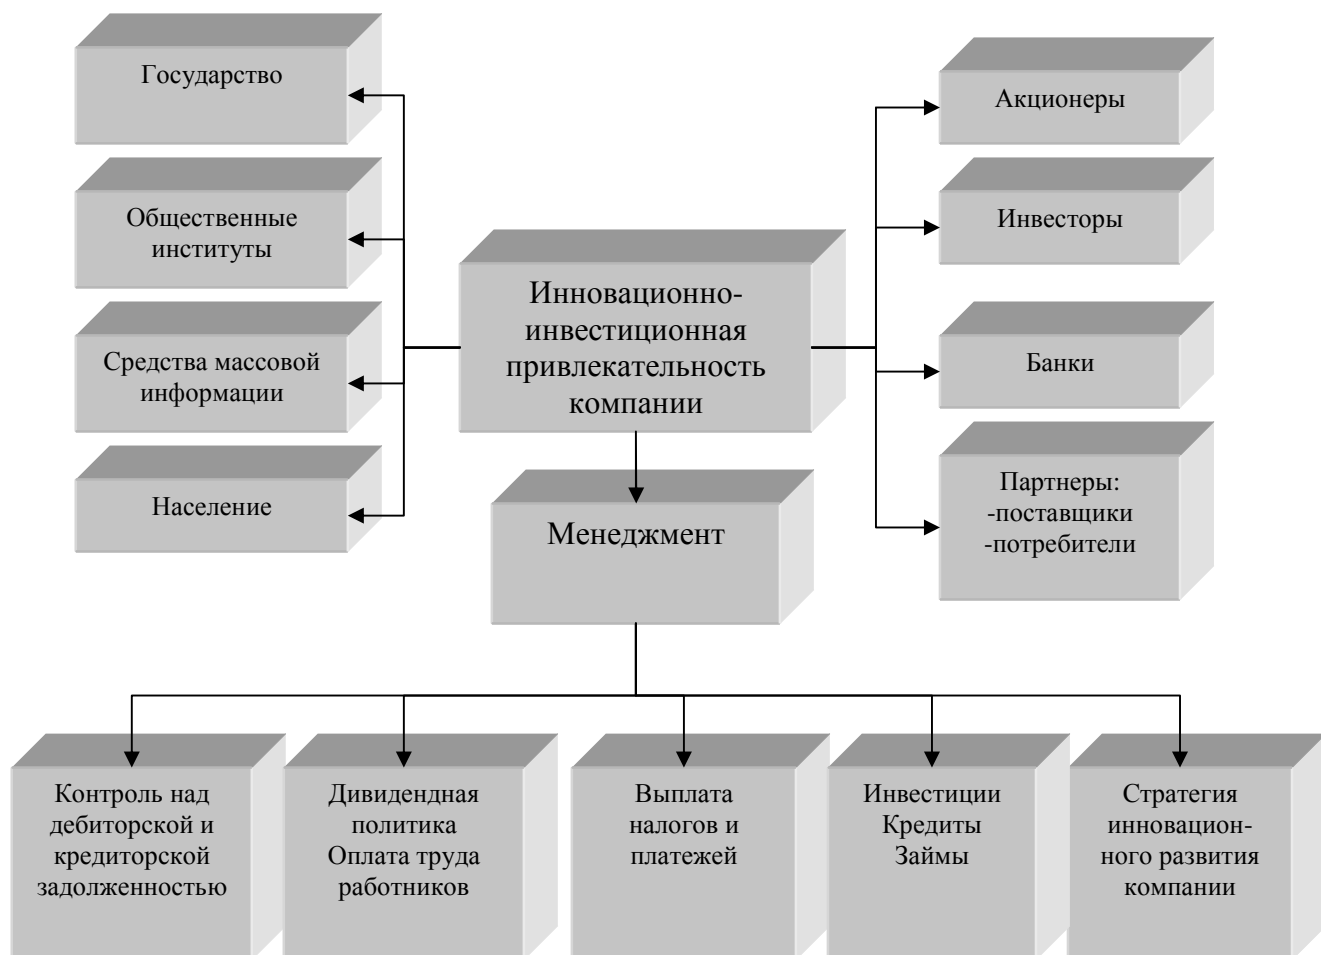 Государство
Общественные
институты
Средства массовой
информации
Население
Инновационно-
инвестиционная
привлекательность
компании
Менеджмент
Акционеры
Инвесторы
Банки
Партнеры:
-поставщики
-потребители
Контроль над
дебиторской и
кредиторской
задолженностью
Дивидендная
политика
Оплата труда
работников
Выплата
налогов и
платежей
Инвестиции
Кредиты
Займы
Стратегия
инновацион-
ного развития
компании